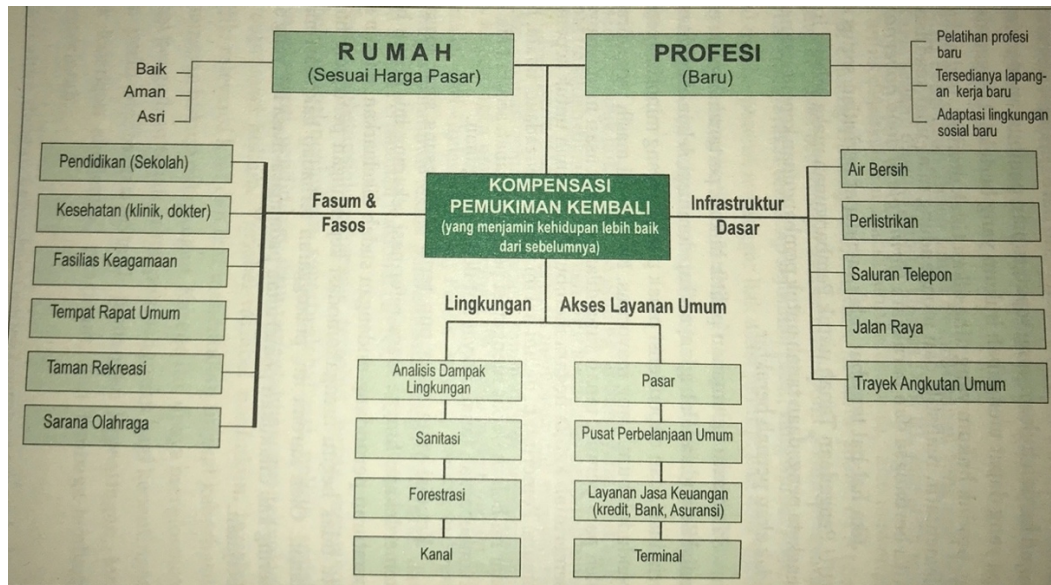 RUMAH
(Sesuai Harga Pasar)
Baik
Aman
Asri
PROFESI
(Baru)
Pelatihan profesi
baru
Tersedianya lapang-
an kerja baru
Adaptasi lingkungan
sosial baru
KOMPENSASI
PEMUKIMAN KEMBALI
(yang menjamin kehidupan lebih baik
dari sebelumnya)
Fasum &
Fasos
Pendidikan (Sekolah)
Kesehatan (klinik, dokter)
Fasilias Keagamaan
Tempat Rapat Umum
Taman Rekreasi
Sarana Olahraga
Infrastruktur
Dasar
Air Bersih
Perlistrikan
Saluran Telepon
Jalan Raya
Trayek Angkutan Umum
Lingkungan
Analisis Dampak
Lingkungan
Sanitasi
Forestrasi
Kanal
Akses Layanan Umum
Pasar
Pusat Perbelanjaan Umum
Layanan Jasa Keuangan
(kredit, Bank, Asuransi)
Terminal